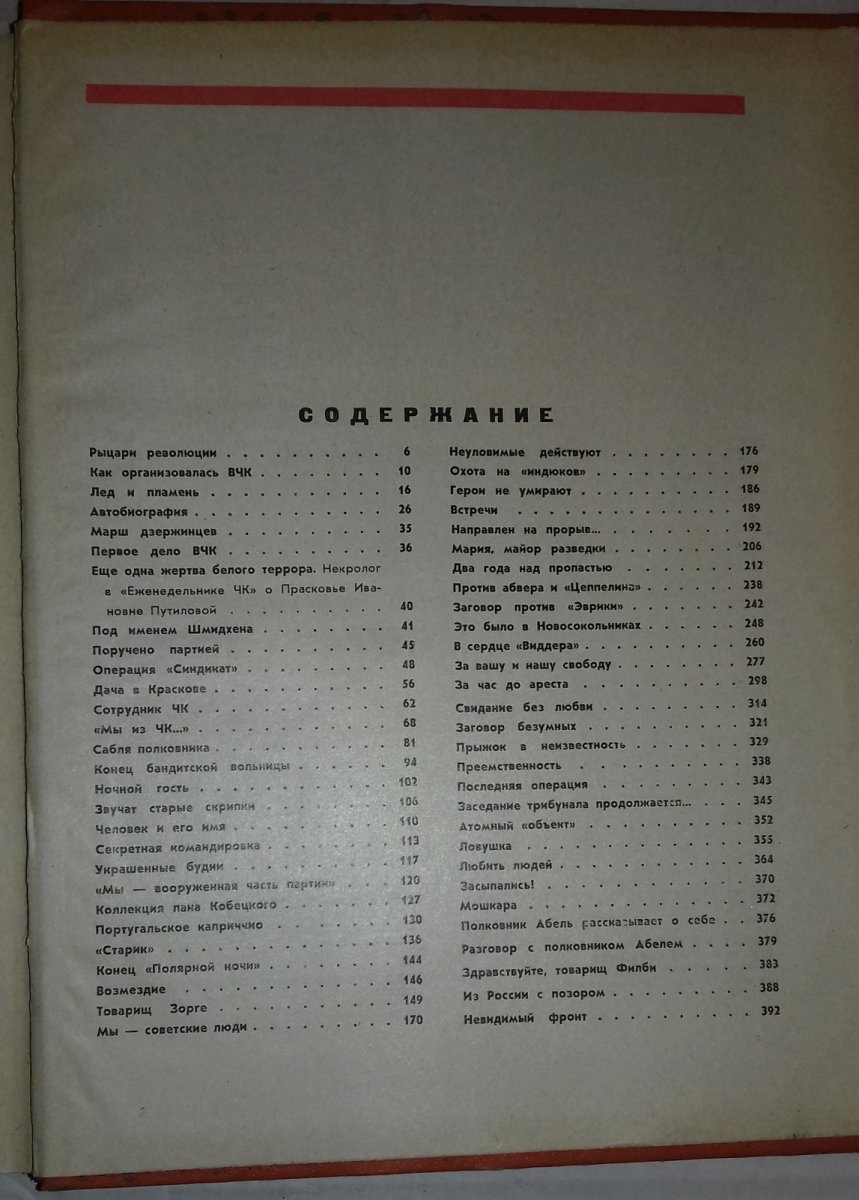 СОДЕРЖАНИЕ
Рыцари революции . . . . . . . . . . 6
Как организовалась ВЧК . . . . . . . . 10
Лед и пламень . . . . . . . . . . . 16
Автобиография . . . . . . . . . . . 26
Марш дзержинцев . . . . . . . . . . 35
Первое дело ВЧК . . . . . . . . . . 36
Еще одна жертва белого террора. Некролог
в «Еженедельнике ЧК» о Прасковье Ива-
новне Путиловой . . . . . . . . . . 40
Под именем Шмидхена . . . . . . . . 41
Поручено партией . . . . . . . . . . 45
Операция «Синдикат» . . . . . . . . . 48
Дача в Краскове . . . . . . . . . . . 56
Сотрудник ЧК . . . . . . . . . . . . 62
«Мы из ЧК...» . . . . . . . . . . . . 68
Сабля полковника . . . . . . . . . . . 81
Конец бандитской вольницы . . . . . . 94
Ночной гость . . . . . . . . . . . . 102
Звучат старые скрипки . . . . . . . . 106
Человек и его имя . . . . . . . . . . 110
Секретная командировка . . . . . . . . 113
Украшенные будни . . . . . . . . . . 117
«Мы — вооруженная часть партии» . . . 120
Коллекция пана Кобецкого . . . . . . . 127
Португальское каприччио . . . . . . . 130
«Старик» . . . . . . . . . . . . . . 136
Конец «Полярной ночи» . . . . . . . . 144
Возмездие . . . . . . . . . . . . . 146
Товарищ Зорге . . . . . . . . . . . . 149
Мы — советские люди . . . . . . . . . 170
Неуловимые действуют . . . . . . . . 176
Охота на «индюков» . . . . . . . . . 179
Герои не умирают . . . . . . . . . . 186
Встречи . . . . . . . . . . . . . . 189
Направлен на прорыв... . . . . . . . . 192
Мария, майор разведки . . . . . . . . 206
Два года над пропастью . . . . . . . 212
Против абвера и «Цеппелина» . . . . . . 238
Заговор против «Эврики» . . . . . . . 242
Это было в Новосокольниках . . . . . . 248
В сердце «Виддера» . . . . . . . . . . 260
За вашу и нашу свободу . . . . . . . . 277
За час до ареста . . . . . . . . . . 298
Свидание без любви . . . . . . . . . 314
Заговор безумных . . . . . . . . . . 321
Прыжок в неизвестность . . . . . . . 329
Преемственность . . . . . . . . . . 338
Последняя операция . . . . . . . . . 343
Заседание трибунала продолжается... . . . 345
Атомный «объект» . . . . . . . . . . 352
Ловушка . . . . . . . . . . . . . . 355
Любить людей . . . . . . . . . . . . 364
Засыпались! . . . . . . . . . . . . 370
Мошкара . . . . . . . . . . . . . . 372
Полковник Абель рассказывает о себе . . 376
Разговор с полковником Абелем . . . . 379
Здравствуйте, товарищ Филби . . . . . 383
Из России с позором . . . . . . . . . 388
Невидимый фронт . . . . . . . . . . 392